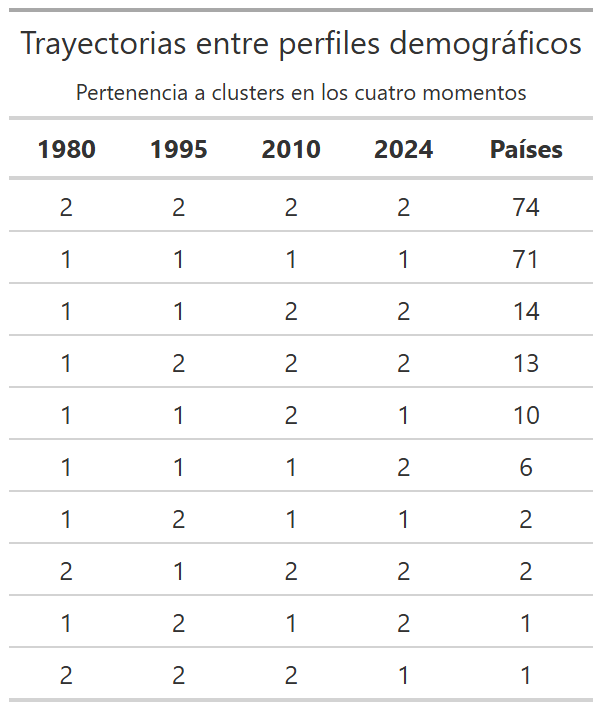 Trayectorias entre perfiles demográficos
Pertenencia a clusters en los cuatro momentos
1980 1995 2010 2024 Países
2 2 2 2 74
1 1 1 1 71
1 1 2 2 14
1 2 2 2 13
1 1 2 1 10
1 1 1 2 6
1 2 1 1 2
2 1 2 2 2
1 2 1 2 1
2 2 2 1 1